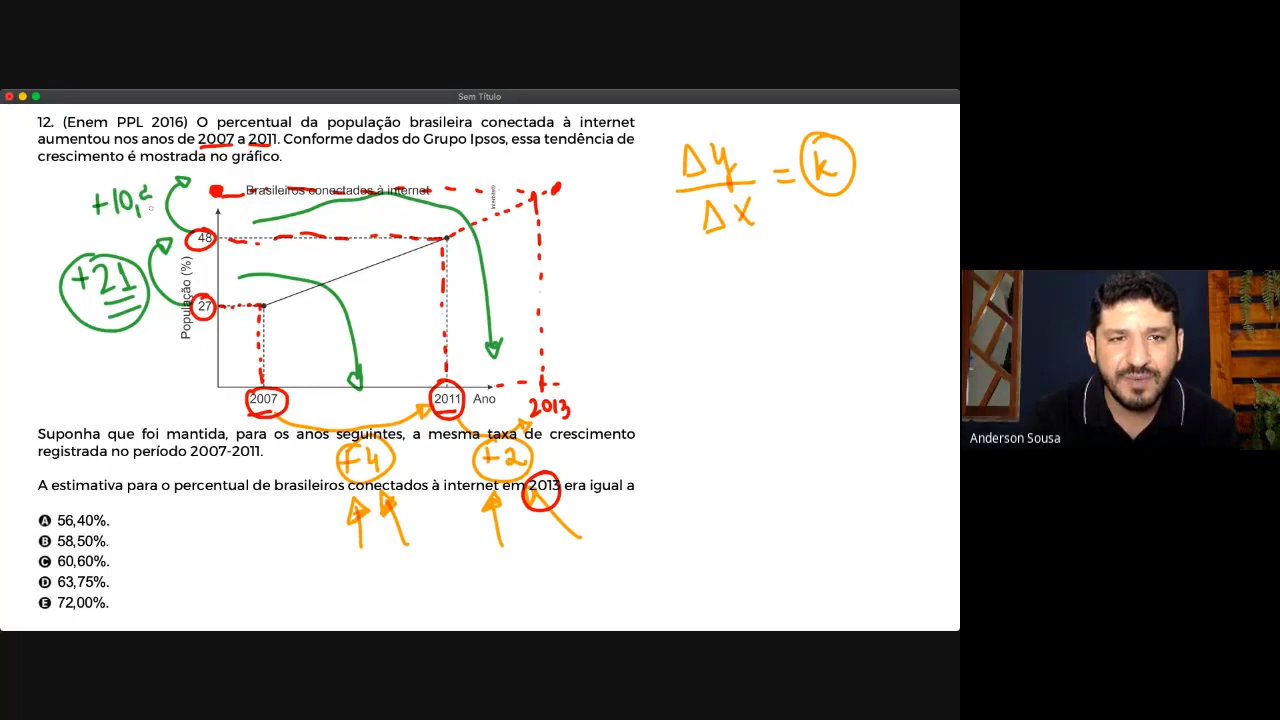 Sem Título
12. (Enem PPL 2016) O percentual da população brasileira conectada à internet
aumentou nos anos de 2007 a 2011. Conforme dados do Grupo Ipsos, essa tendência de
crescimento é mostrada no gráfico.
Δy
Δx
= k
Brasileiros conectados à internet
+10,
48
+21
27
População (%)
2007
2011
Ano
2013
Suponha que foi mantida, para os anos seguintes, a mesma taxa de crescimento
registrada no período 2007-2011.
+4
+2
A estimativa para o percentual de brasileiros conectados à internet em 2013 era igual a
A 56,40%.
B 58,50%.
C 60,60%.
D 63,75%.
E 72,00%.
Anderson Sousa